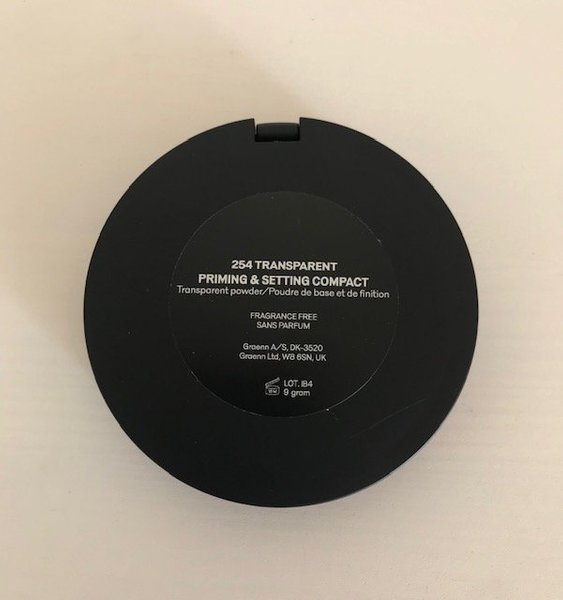 254 TRANSPARENT
PRIMING & SETTING COMPACT
Transparent powder/Poudre de base et de finition
FRAGRANCE FREE
SANS PARFUM
Graenn A/S, DK-3520
Graenn Ltd, W8 6SN, UK
LOT. IB4
9 gram